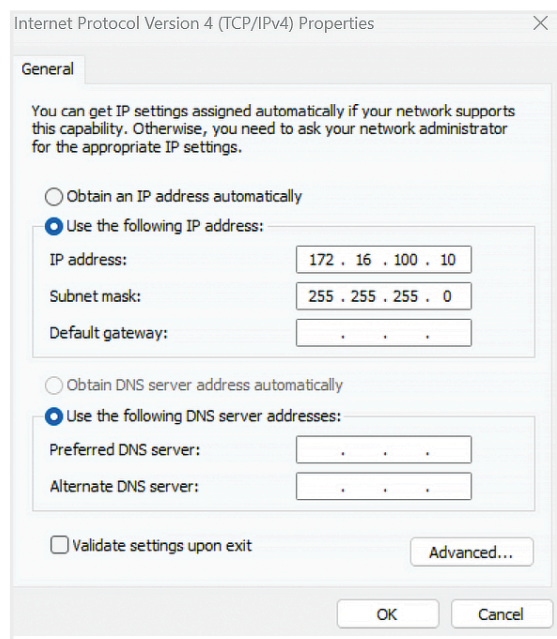 Internet Protocol Version 4 (TCP/IPv4) Properties
General
You can get IP settings assigned automatically if your network supports
this capability. Otherwise, you need to ask your network administrator
for the appropriate IP settings.
Obtain an IP address automatically
Use the following IP address:
IP address: 172 . 16 . 100 . 10
Subnet mask: 255 . 255 . 255 . 0
Default gateway: . . .
Obtain DNS server address automatically
Use the following DNS server addresses:
Preferred DNS server: . . .
Alternate DNS server: . . .
Validate settings upon exit
Advanced...
OK Cancel